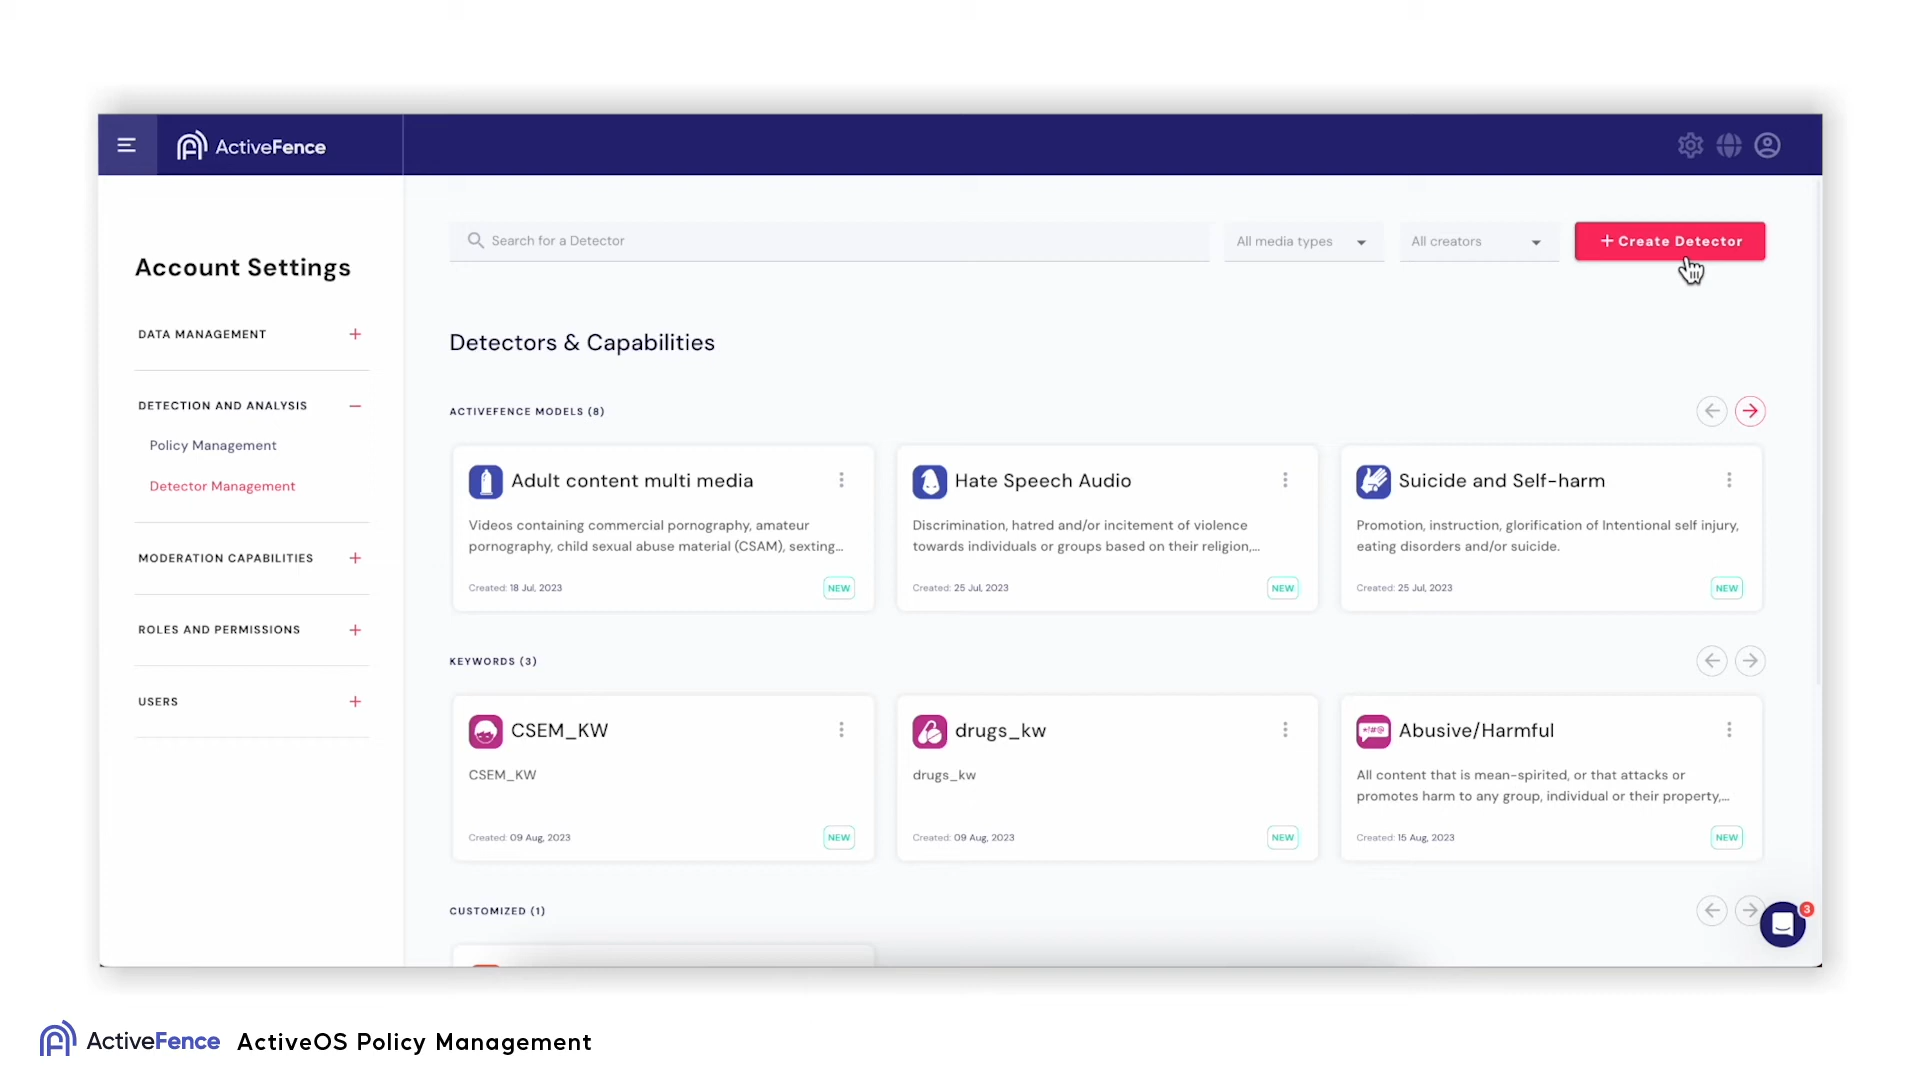 ActiveFence
Search for a Detector
All media types
All creators
+ Create Detector
Account Settings
DATA MANAGEMENT
DETECTION AND ANALYSIS
Policy Management
Detector Management
MODERATION CAPABILITIES
ROLES AND PERMISSIONS
USERS
Detectors & Capabilities
ACTIVEFENCE MODELS (8)
Adult content multi media
Videos containing commercial pornography, amateur
pornography, child sexual abuse material (CSAM), sexting...
Created: 18 Jul, 2023
NEW
Hate Speech Audio
Discrimination, hatred and/or incitement of violence
towards individuals or groups based on their religion,...
Created: 25 Jul, 2023
NEW
Suicide and Self-harm
Promotion, instruction, glorification of Intentional self injury,
eating disorders and/or suicide.
Created: 25 Jul, 2023
NEW
KEYWORDS (3)
CSEM_KW
CSEM_KW
Created: 09 Aug, 2023
NEW
drugs_kw
drugs_kw
Created: 09 Aug, 2023
NEW
*!#@
Abusive/Harmful
All content that is mean-spirited, or that attacks or
promotes harm to any group, individual or their property,...
Created: 15 Aug, 2023
NEW
CUSTOMIZED (1)
3
ActiveFence ActiveOS Policy Management